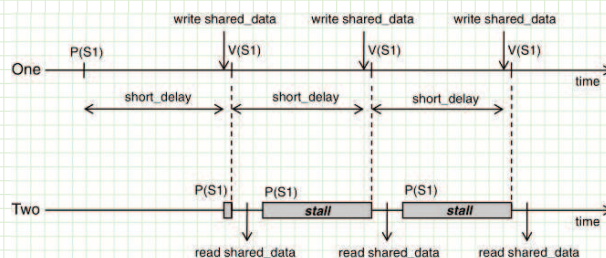 write shared_data write shared_data write shared_data
P(S1) V(S1) V(S1) V(S1)
One
time
short_delay short_delay short_delay
P(S1) P(S1) P(S1)
Two stall stall
time
read shared_data read shared_data read shared_data